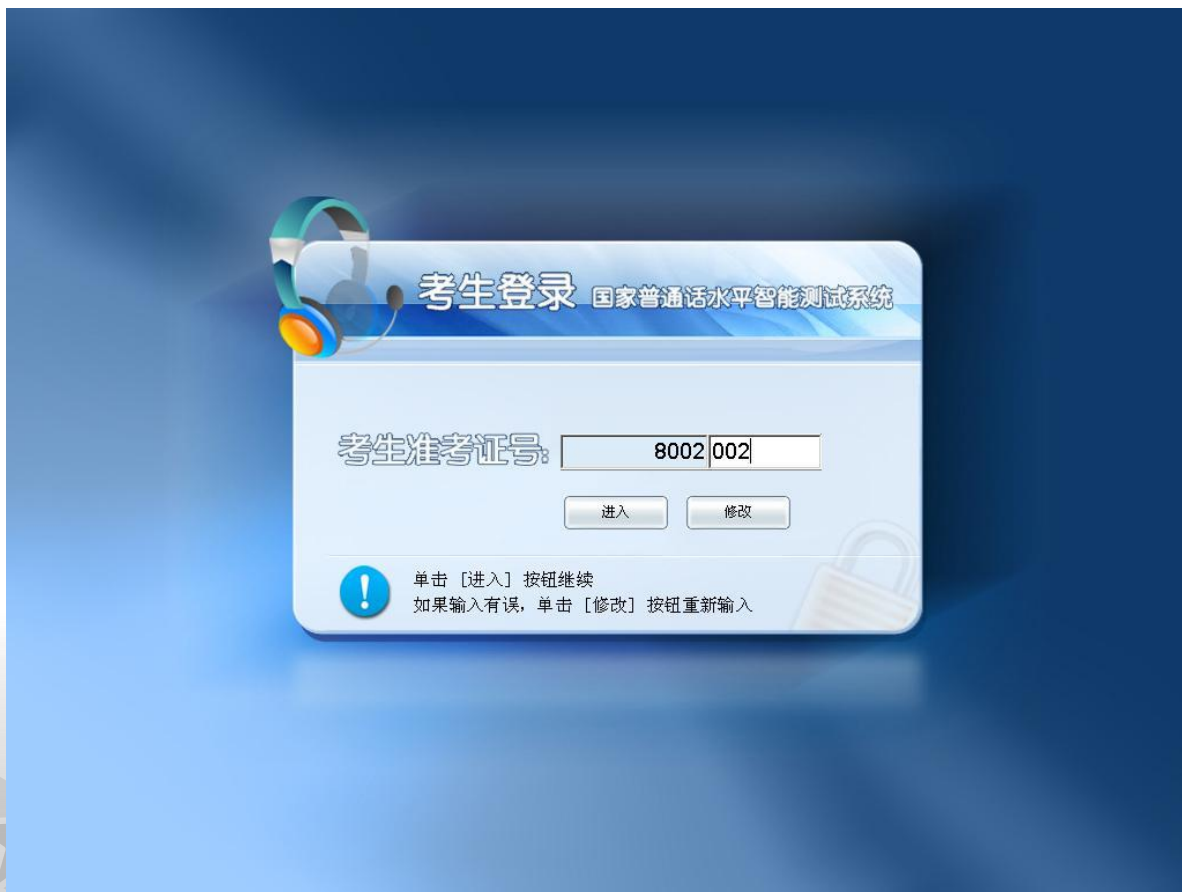 考生登录 国家普通话水平智能测试系统
考生准考证号: 8002 002
进入 修改
单击 [进入] 按钮继续
如果输入有误, 单击 [修改] 按钮重新输入